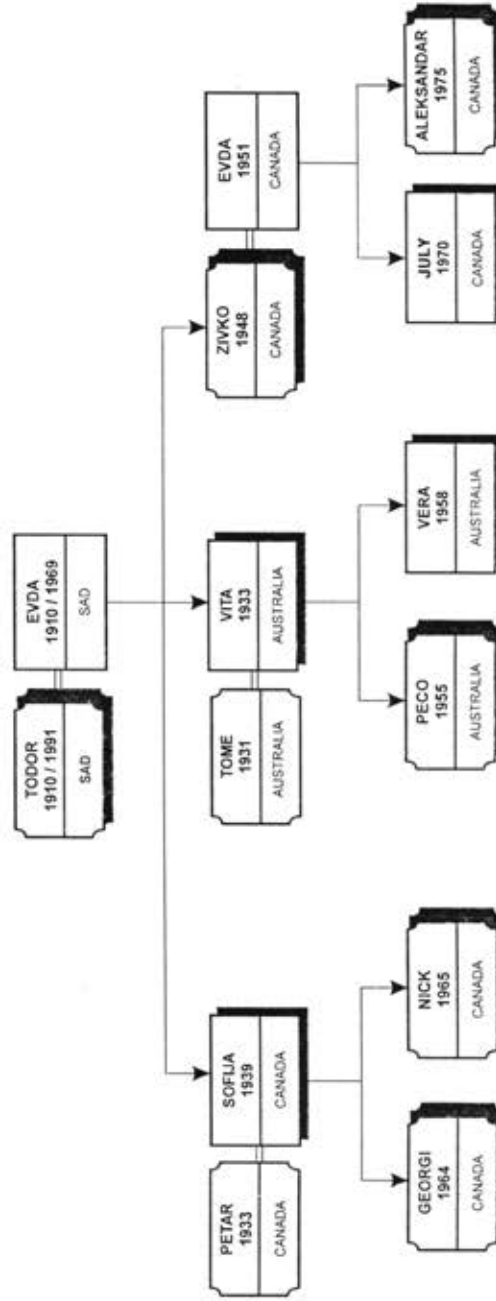 TODOR
1910 / 1991
SAD
EVDA
1910 / 1969
SAD
PETAR
1933
CANADA
SOFIJA
1939
CANADA
TOME
1931
AUSTRALIA
VITA
1933
AUSTRALIA
ZIVKO
1948
CANADA
EVDA
1951
CANADA
GEORGI
1964
CANADA
NICK
1965
CANADA
PECO
1955
AUSTRALIA
VERA
1958
AUSTRALIA
JULY
1970
CANADA
ALEKSANDAR
1975
CANADA